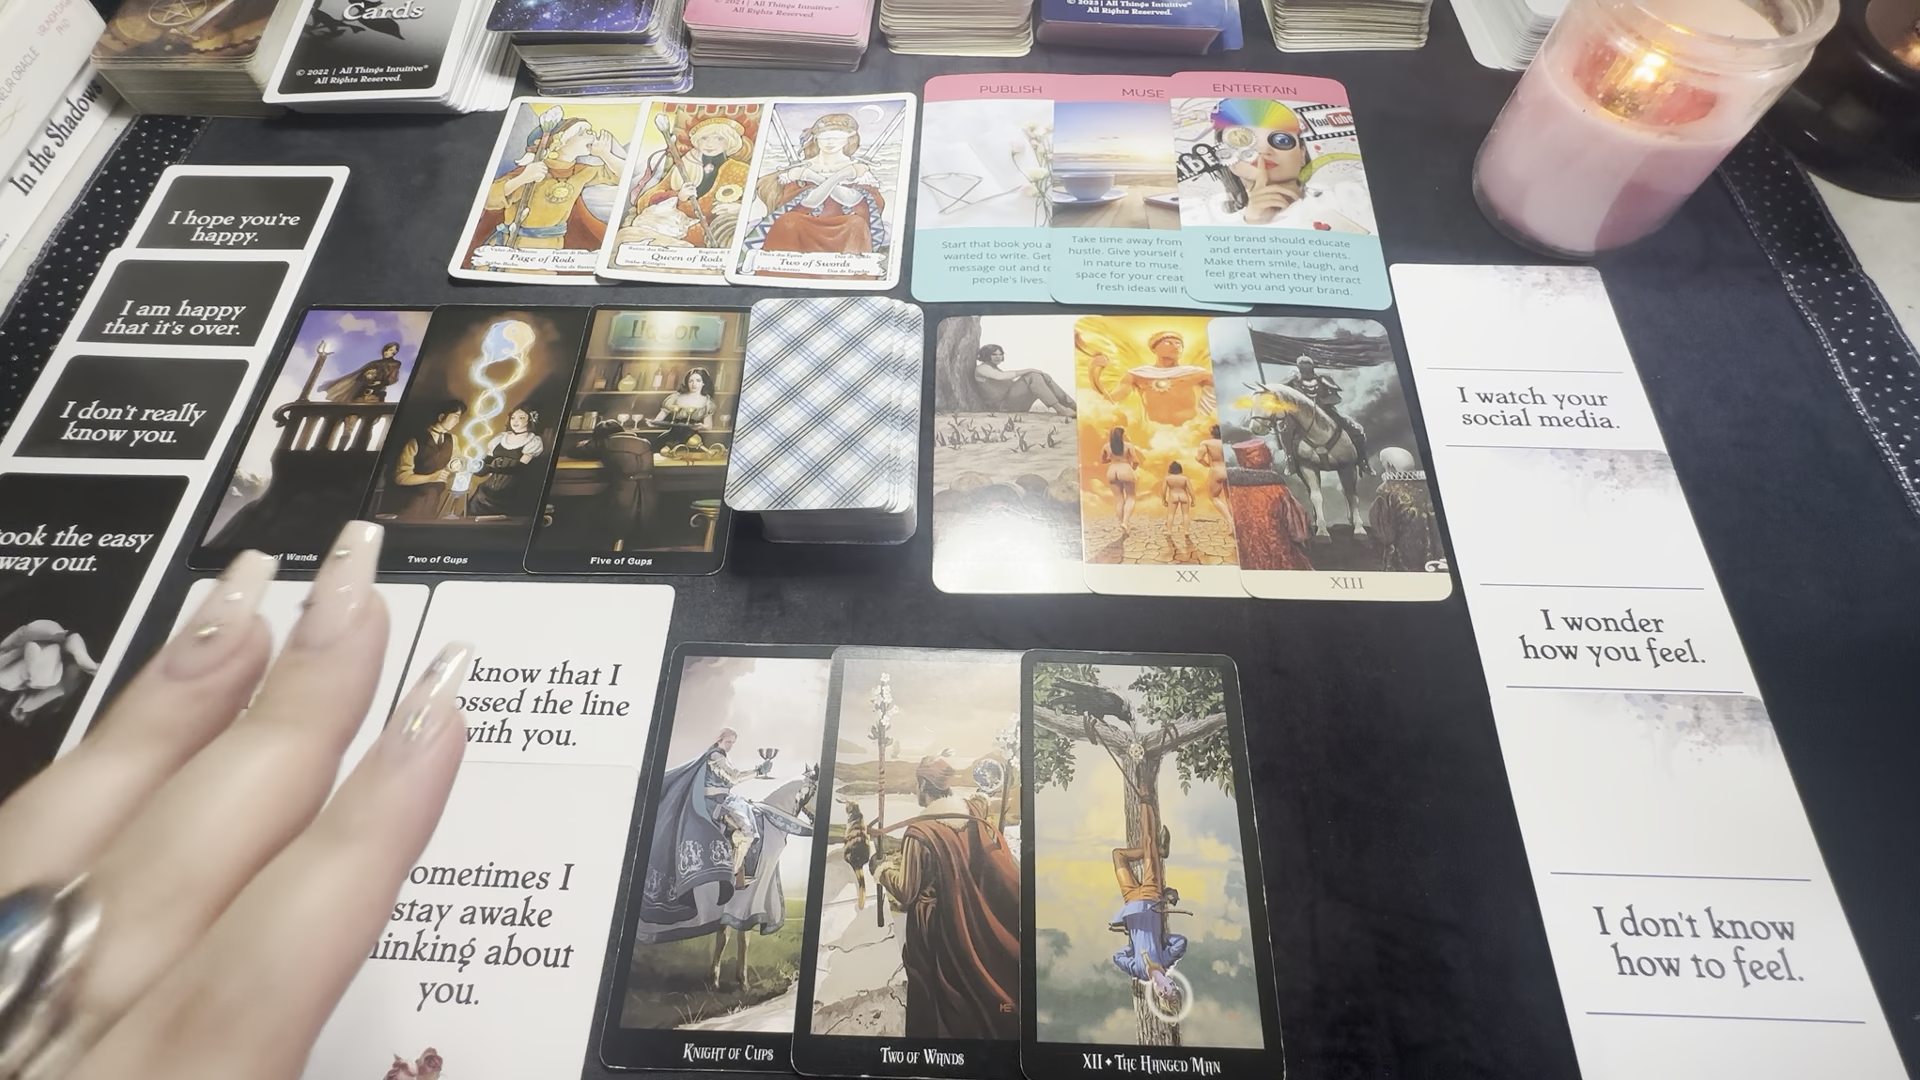 Cards
© 2022 | All Things Intuitive®
All Rights Reserved.
All Things Intuitive®
All Rights Reserved.
© 2023 | All Things Intuitive®
All Rights Reserved.
In the Shadows
I hope you're
happy.
I am happy
that it's over.
I don't really
know you.
ook the easy
way out.
Page of Rods
Queen of Rods
Two of Swords
PUBLISH
Start that book you a
wanted to write. Get
message out and to
people's lives.
MUSE
Take time away from
hustle. Give yourself
in nature to muse.
space for your creat
fresh ideas will f
ENTERTAIN
You Tube
Your brand should educate
and entertain your clients.
Make them smile, laugh, and
feel great when they interact
with you and your brand.
of Wands
Two of Cups
Liquor
Five of Cups
XX
XIII
I watch your
social media.
I wonder
how you feel.
I don't know
how to feel.
know that I
ossed the line
with you.
ometimes I
stay awake
hinking about
you.
Knight of Cups
Two of Wands
XII • The Hanged Man